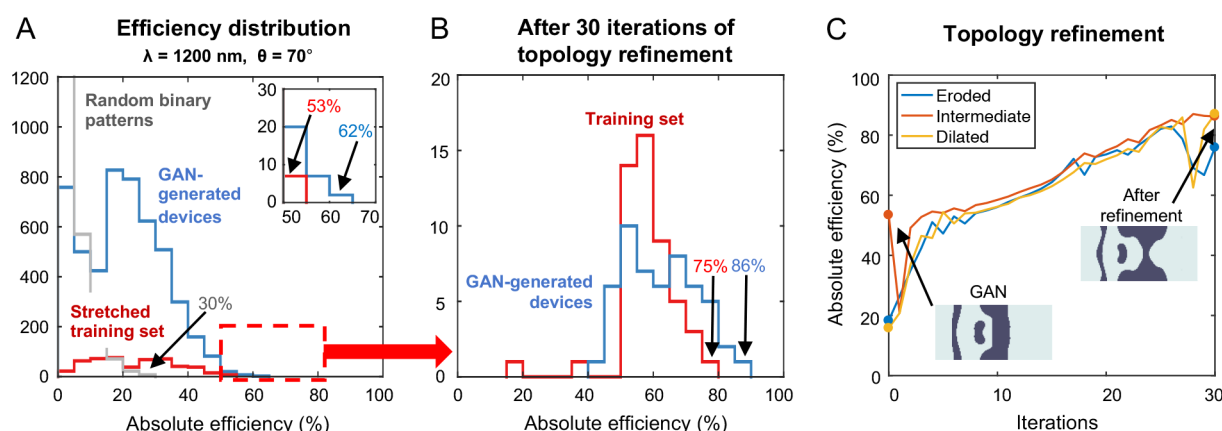 A
Efficiency distribution
λ = 1200 nm, θ = 70°
1200
1000
800
600
400
200
0
0
20
40
60
80
100
Absolute efficiency (%)
Random binary
patterns
GAN-
generated
devices
Stretched
training set
30%
30
20
10
0
50
60
70
53%
62%
B
After 30 iterations of
topology refinement
20
15
10
5
0
0
20
40
60
80
100
Absolute efficiency (%)
Training set
GAN-generated
devices
75%
86%
C
Topology refinement
100
80
60
40
20
0
0
10
20
30
Absolute efficiency (%)
Iterations
Eroded
Intermediate
Dilated
After
refinement
GAN